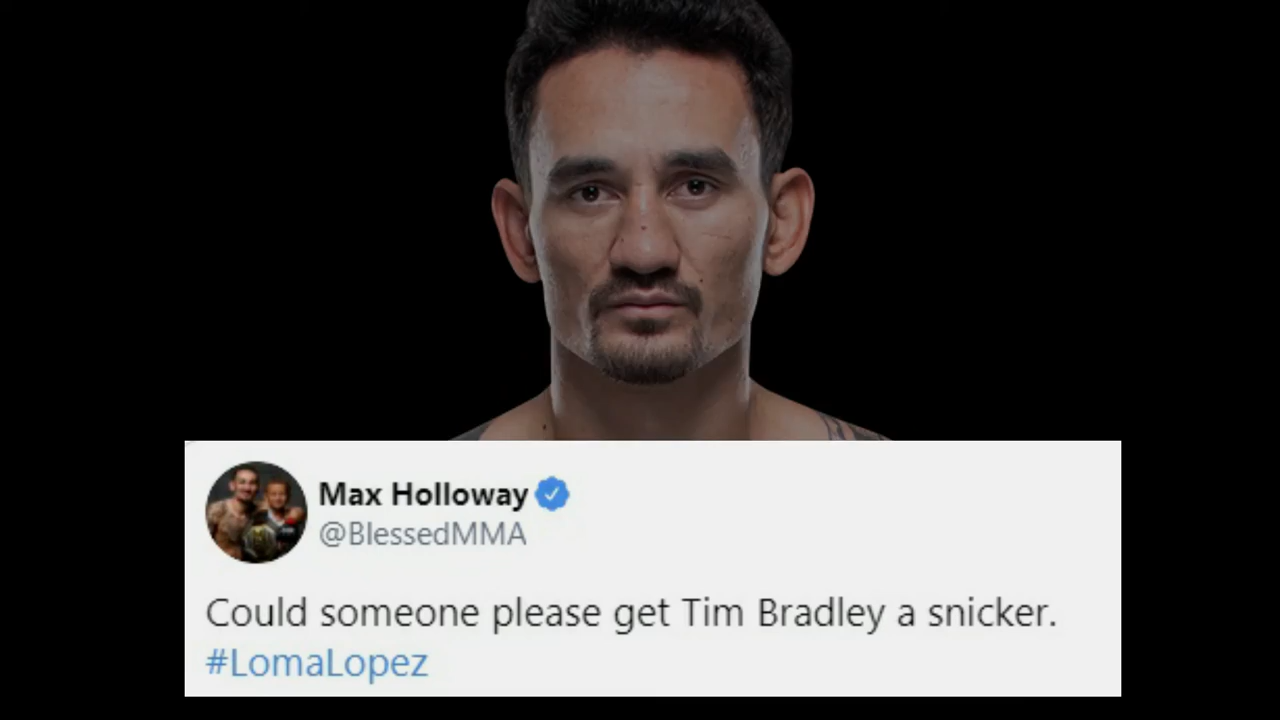 Max Holloway
@BlessedMMA
Could someone please get Tim Bradley a snicker.
#LomaLopez